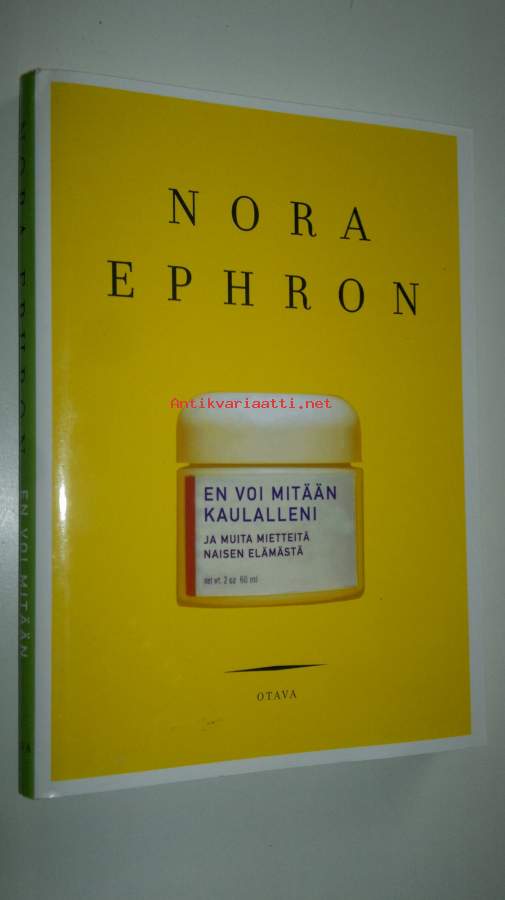 NORA
EPHRON
Antikvariaatti.net
EN VOI MITÄÄN
KAULALLENI
JA MUITA MIETTEITÄ
NAISEN ELÄMÄSTÄ
net wt. 2 oz 60 ml
OTAVA
NORA EPHRON
EN VOI MITÄÄN